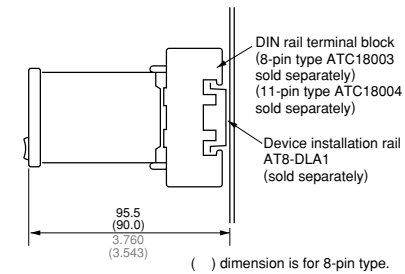 DIN rail terminal block
(8-pin type ATC18003
sold separately)
(11-pin type ATC18004
sold separately)
Device installation rail
AT8-DLA1
(sold separately)
95.5
(90.0)
3.760
(3.543)
( ) dimension is for 8-pin type.